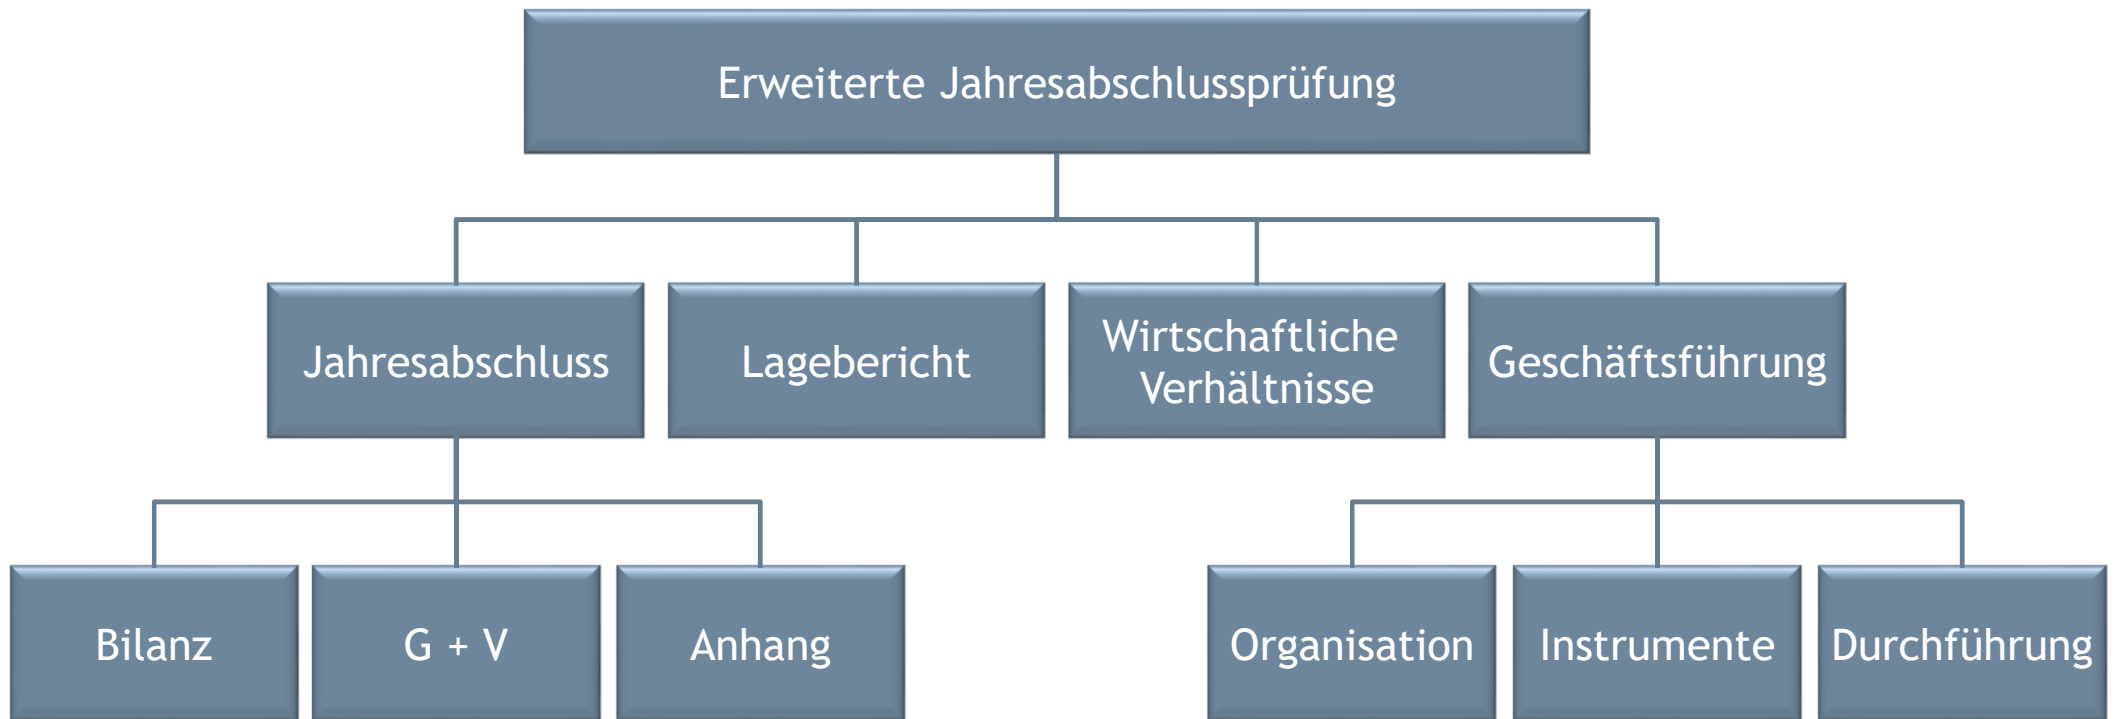 Erweiterte Jahresabschlussprüfung
Jahresabschluss
Lagebericht
Wirtschaftliche
Verhältnisse
Geschäftsführung
Bilanz
G + V
Anhang
Organisation
Instrumente
Durchführung